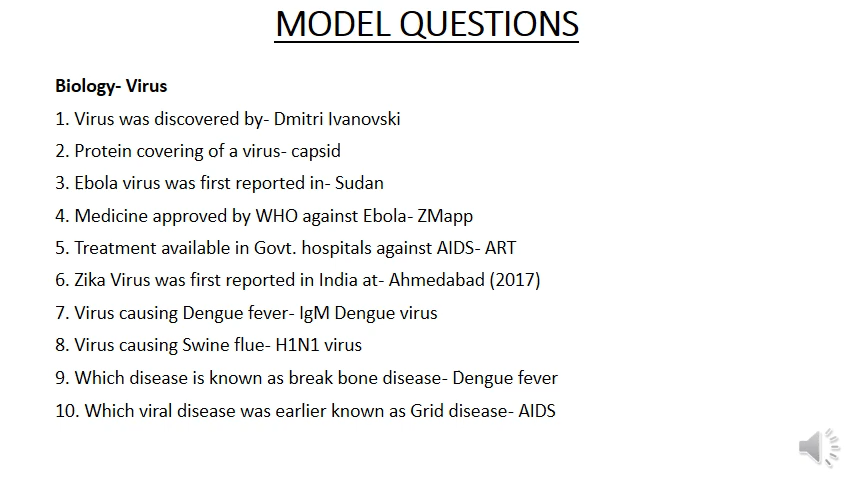 MODEL QUESTIONS
Biology- Virus
1. Virus was discovered by- Dmitri Ivanovski
2. Protein covering of a virus- capsid
3. Ebola virus was first reported in- Sudan
4. Medicine approved by WHO against Ebola- ZMapp
5. Treatment available in Govt. hospitals against AIDS- ART
6. Zika Virus was first reported in India at- Ahmedabad (2017)
7. Virus causing Dengue fever- IgM Dengue virus
8. Virus causing Swine flue- H1N1 virus
9. Which disease is known as break bone disease- Dengue fever
10. Which viral disease was earlier known as Grid disease- AIDS